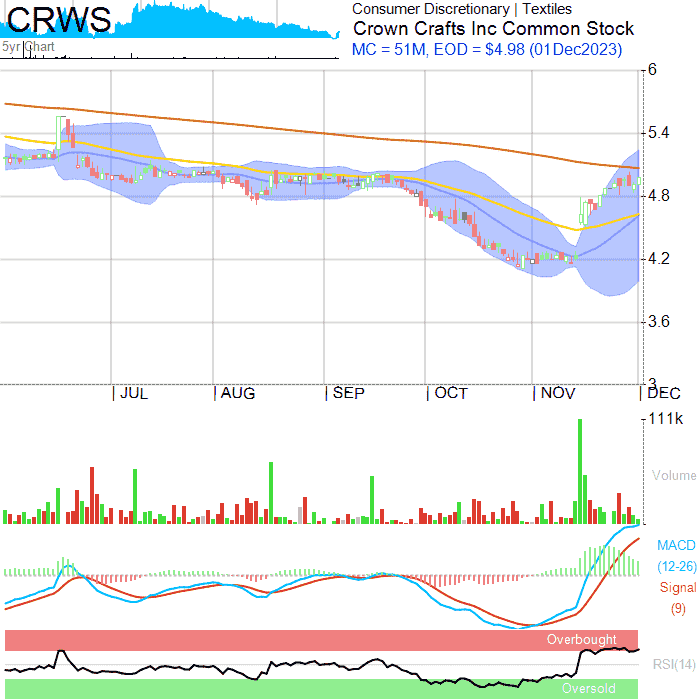 CRWS
5yr Chart
Consumer Discretionary | Textiles
Crown Crafts Inc Common Stock
MC = 51M, EOD = $4.98 (01Dec2023)
6
5.4
4.8
4.2
3.6
3
JUL AUG SEP OCT NOV DEC
111k
Volume
MACD
(12-26)
Signal
(9)
Overbought
RSI(14)
Oversold